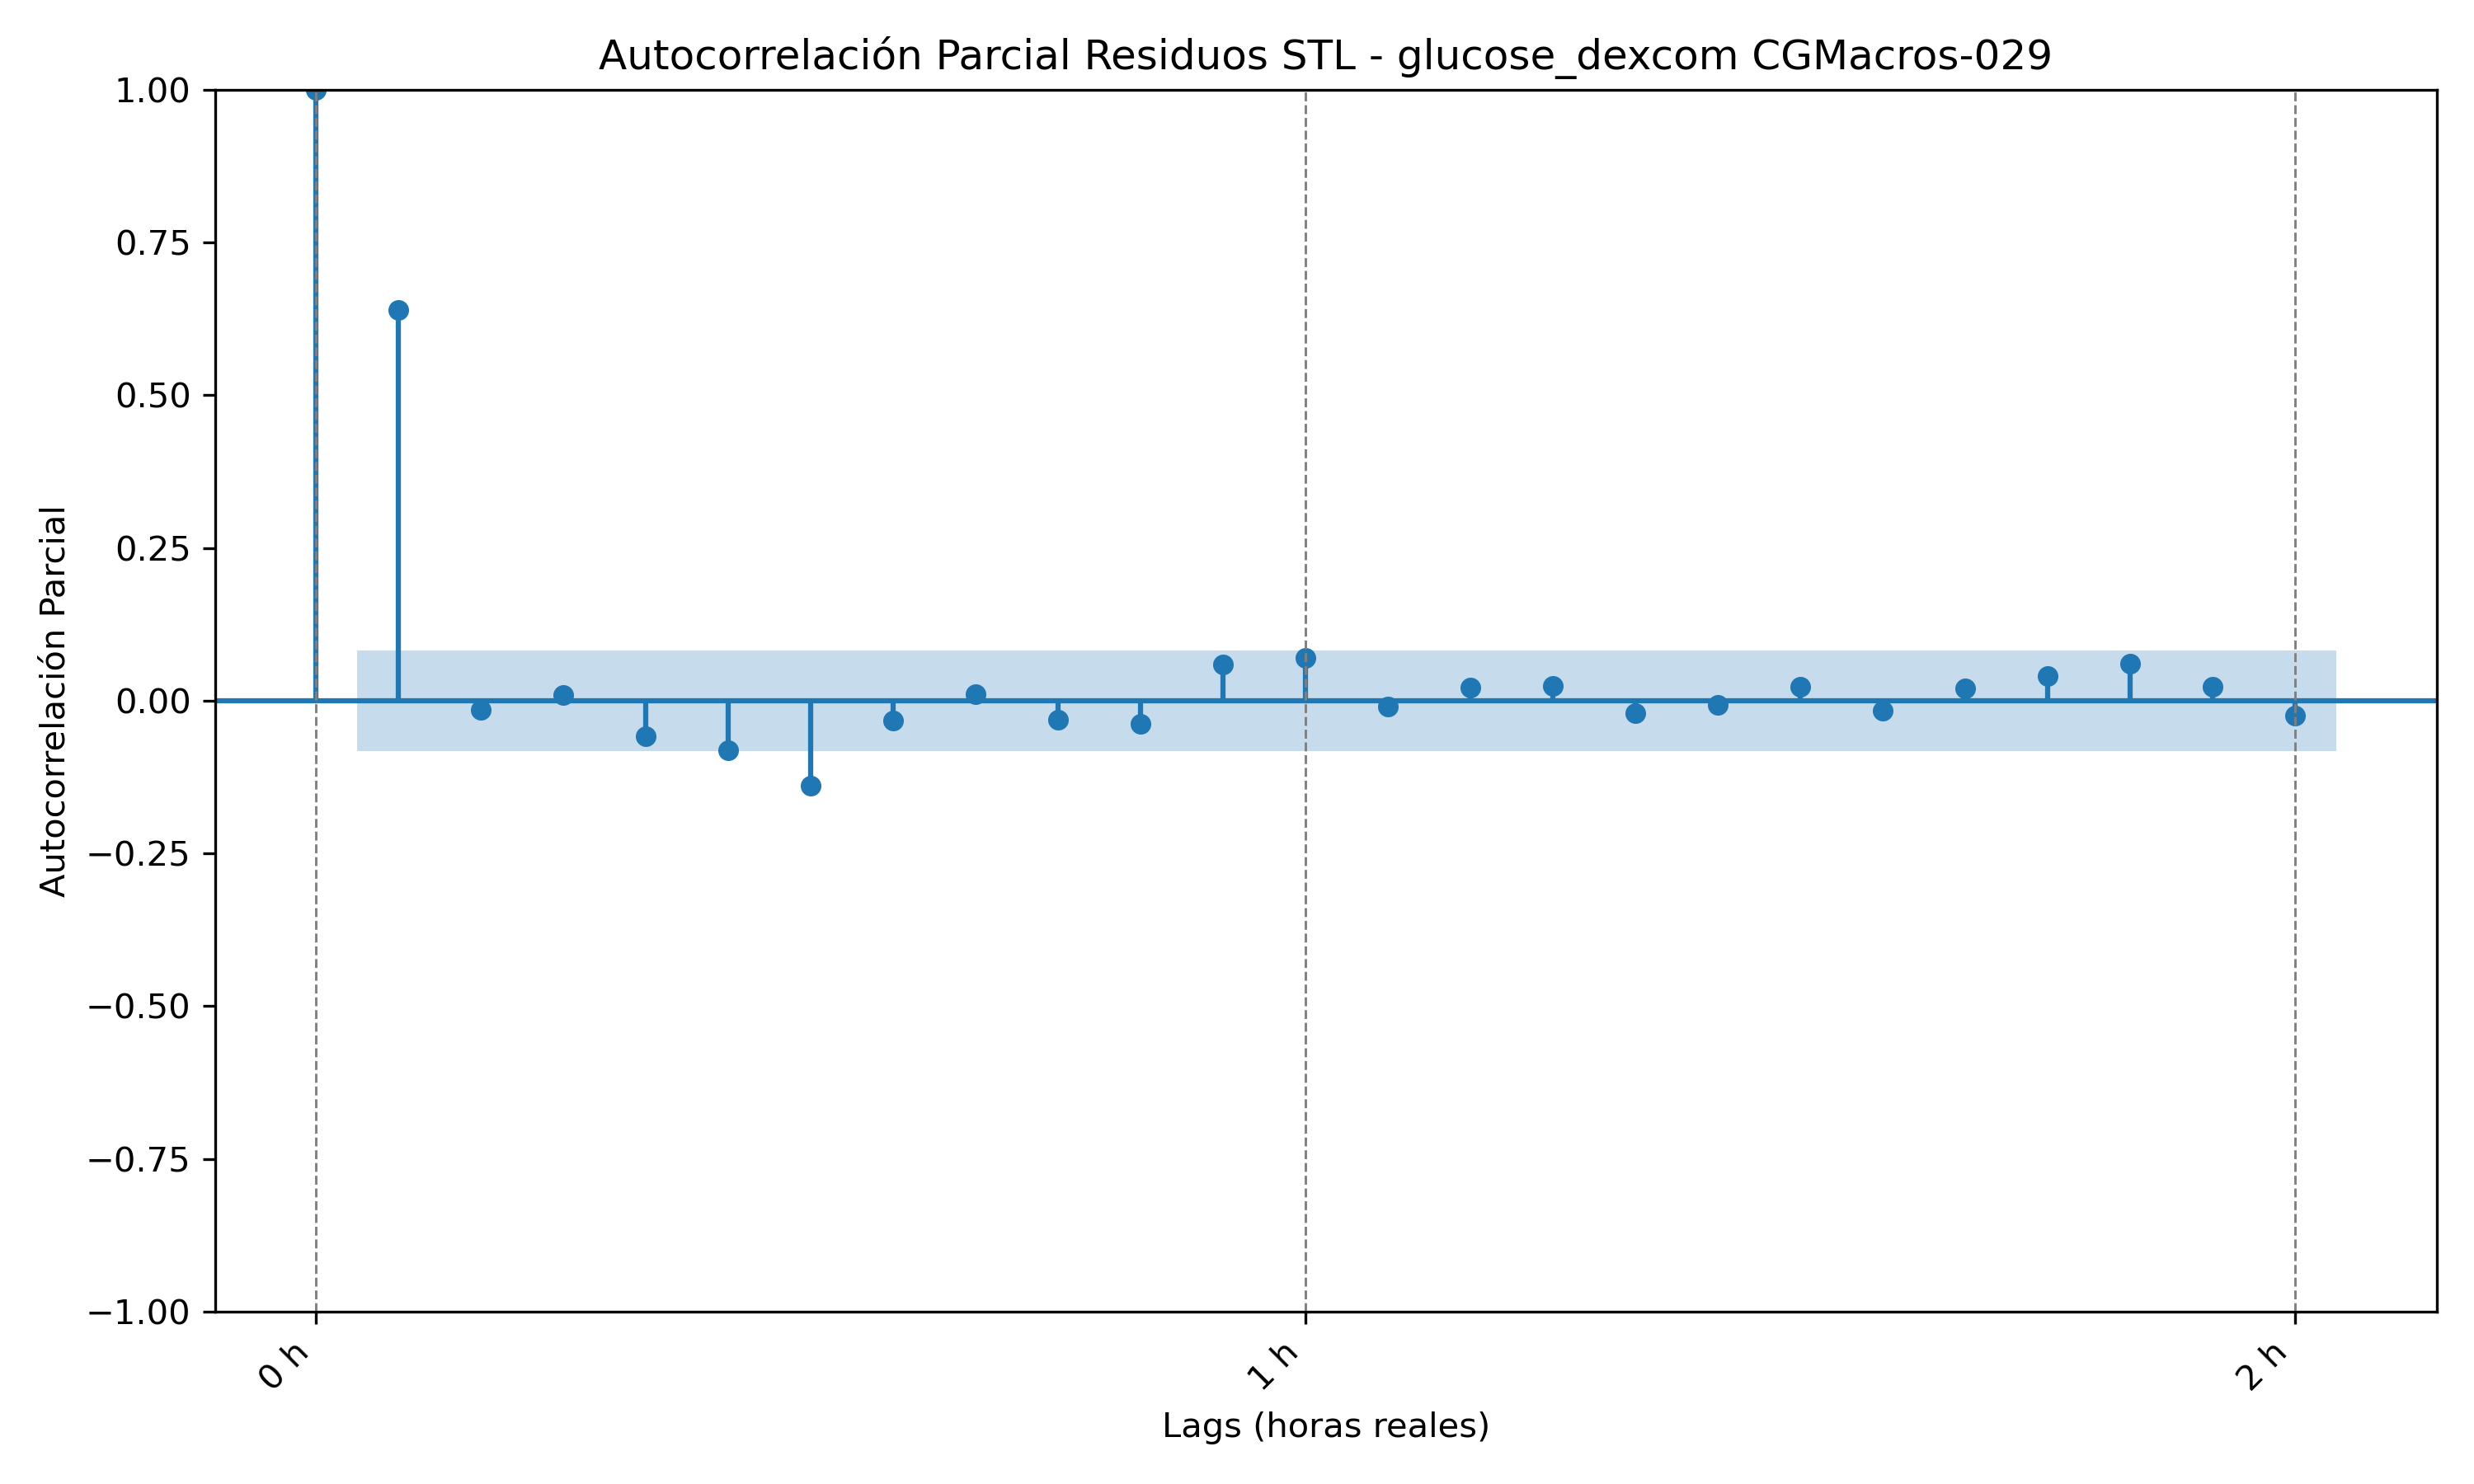 Autocorrelación Parcial Residuos STL - glucose_dexcom CGMacros-029
1.00
0.75
0.50
0.25
0.00
−0.25
−0.50
−0.75
−1.00
Autocorrelación Parcial
0 h
1 h
2 h
Lags (horas reales)